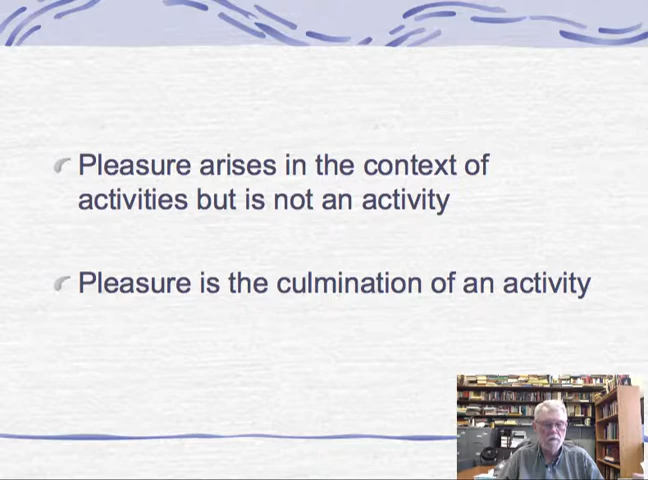 Pleasure arises in the context of
activities but is not an activity
Pleasure is the culmination of an activity